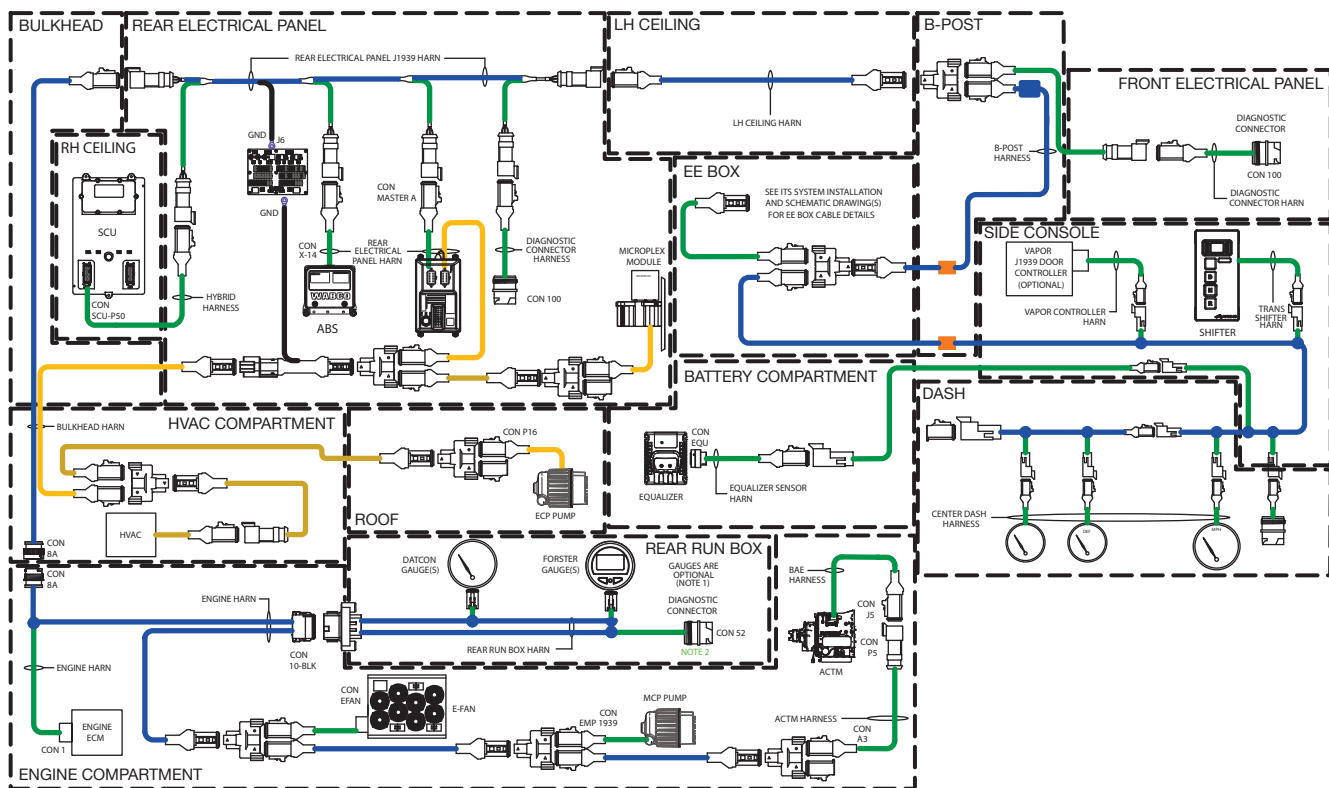 BULKHEAD
REAR ELECTRICAL PANEL
REAR ELECTRICAL PANEL J1939 HARN
LH CEILING
LH CEILING HARN
B-POST
B-POST
HARNESS
FRONT ELECTRICAL PANEL
DIAGNOSTIC
CONNECTOR
CON 100
DIAGNOSTIC
CONNECTOR HARN
RH CEILING
SCU
CON
SCU-P50
HYBRID
HARNESS
GND
J6
GND
CON
X-14
WABCO
ABS
REAR
ELECTRICAL
PANEL HARN
CON
MASTER A
DIAGNOSTIC
CONNECTOR
HARNESS
CON 100
MICROPLEX
MODULE
EE BOX
SEE ITS SYSTEM INSTALLATION
AND SCHEMATIC DRAWING(S)
FOR EE BOX CABLE DETAILS
SIDE CONSOLE
VAPOR
J1939 DOOR
CONTROLLER
(OPTIONAL)
VAPOR CONTROLLER
HARN
D
R
SHIFTER
TRANS
SHIFTER
HARN
BATTERY COMPARTMENT
CON
EQU
EQUALIZER
EQUALIZER SENSOR
HARN
DASH
CENTER DASH
HARNESS
DEF
MPH
BULKHEAD HARN
HVAC COMPARTMENT
HVAC
CON
8A
CON
8A
ROOF
CON P16
ECP PUMP
REAR RUN BOX
DATCON
GAUGE(S)
FORSTER
GAUGE(S)
GAUGES ARE
OPTIONAL
(NOTE 1)
DIAGNOSTIC
CONNECTOR
CON 52
NOTE 2
REAR RUN BOX HARN
ENGINE HARN
CON
10-BLK
ENGINE HARN
ENGINE
ECM
CON 1
CON
EFAN
E-FAN
CON
EMP 1939
MCP PUMP
BAE
HARNESS
CON
J5
CON
P5
ACTM
ACTM HARNESS
CON
A3
ENGINE COMPARTMENT